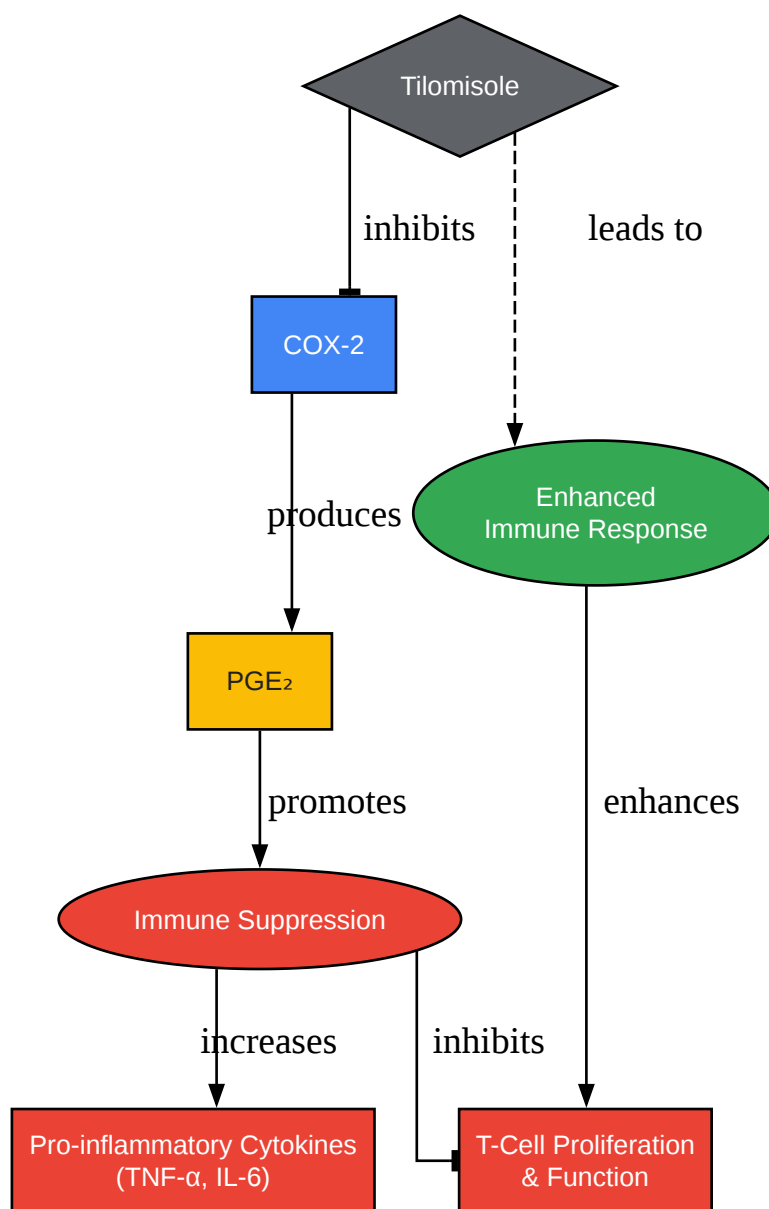 Tilomisole
inhibits
leads to
COX-2
Enhanced
Immune Response
produces
PGE₂
promotes
enhances
Immune Suppression
increases
inhibits
Pro-inflammatory Cytokines
(TNF-α, IL-6)
T-Cell Proliferation
& Function